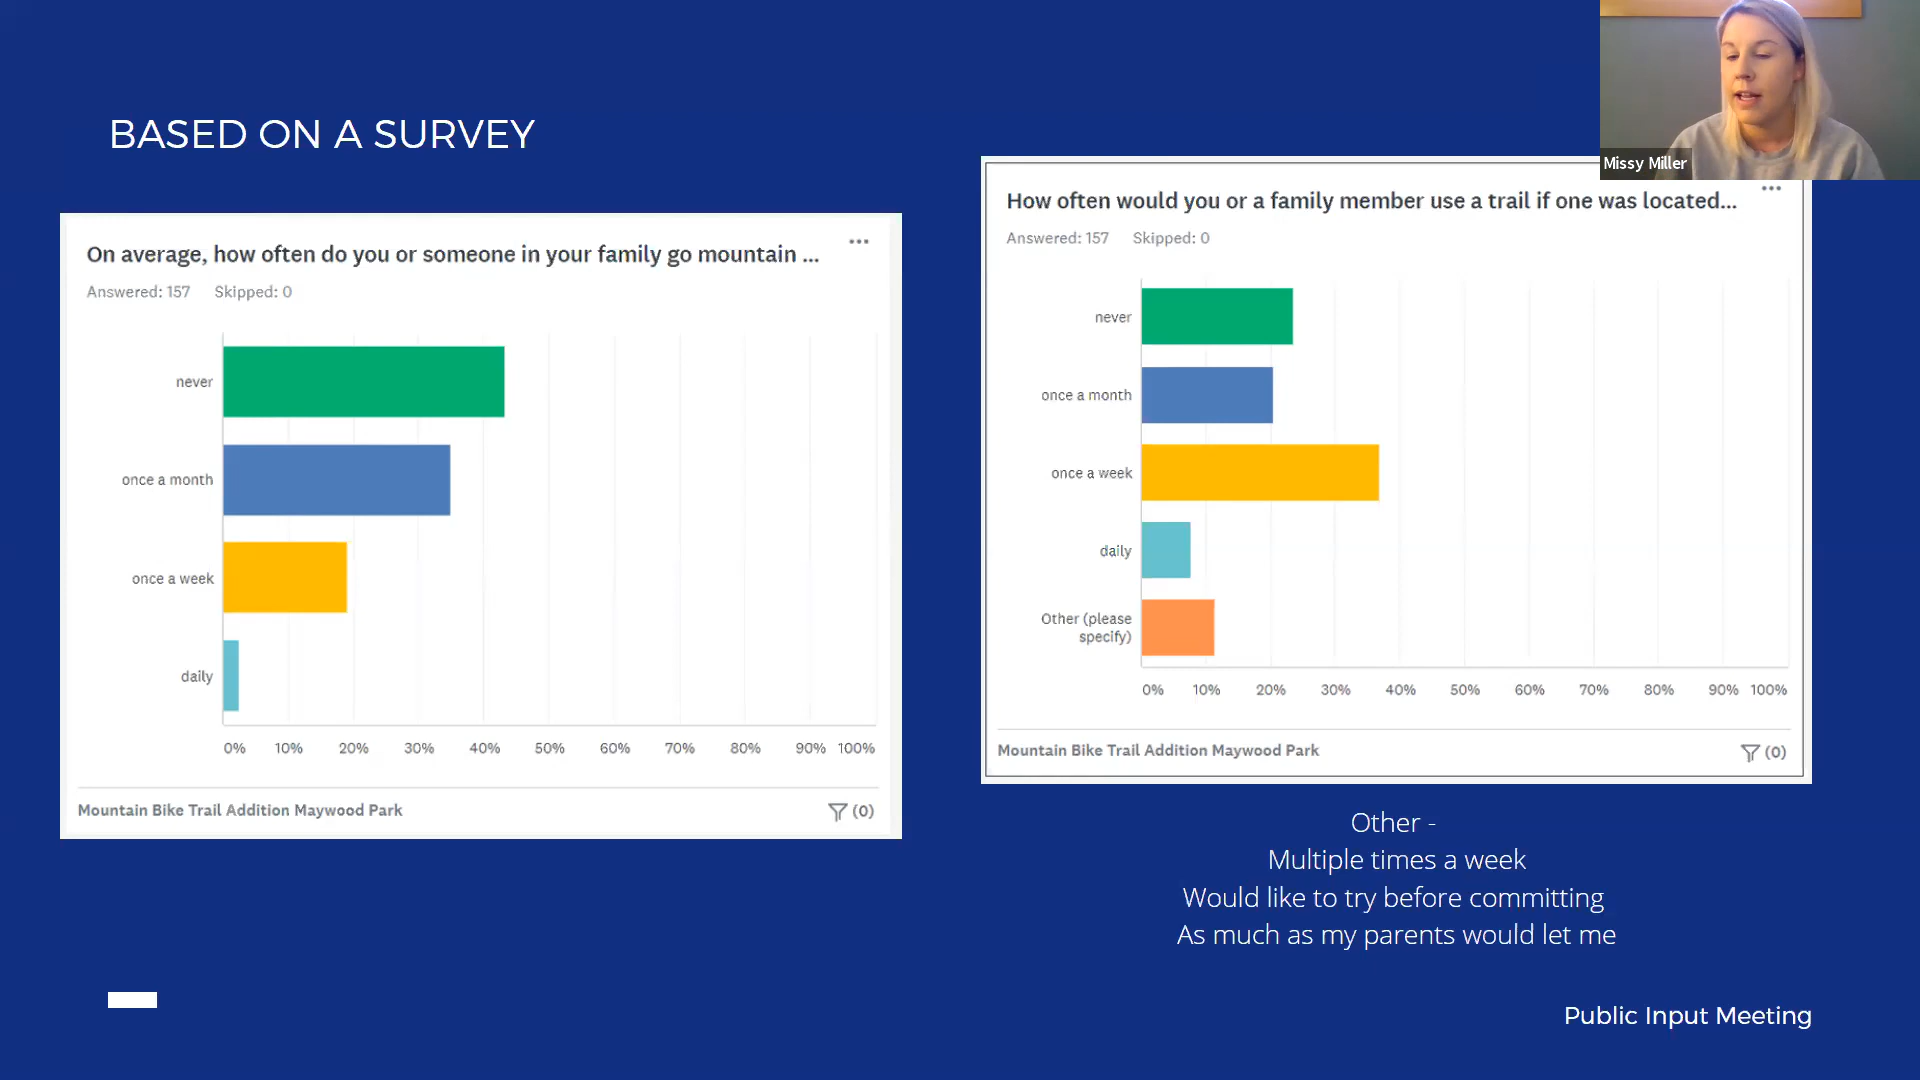 BASED ON A SURVEY
Missy Miller
On average, how often do you or someone in your family go mountain ...
Answered: 157 Skipped: 0
never
once a month
once a week
daily
0% 10% 20% 30% 40% 50% 60% 70% 80% 90% 100%
Mountain Bike Trail Addition Maywood Park
(0)
How often would you or a family member use a trail if one was located...
Answered: 157 Skipped: 0
never
once a month
once a week
daily
Other (please
specify)
0% 10% 20% 30% 40% 50% 60% 70% 80% 90% 100%
Mountain Bike Trail Addition Maywood Park
(0)
Other -
Multiple times a week
Would like to try before committing
As much as my parents would let me
Public Input Meeting